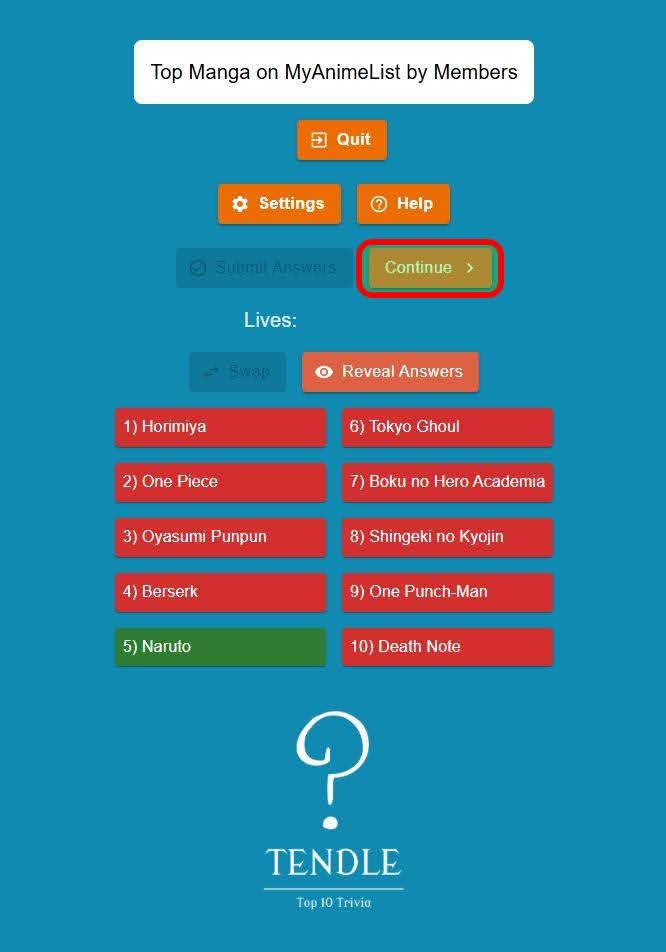 Top Manga on MyAnimeList by Members
Quit
Settings
Help
Submit Answers
Continue
Lives:
Swap
Reveal Answers
1) Horimiya
6) Tokyo Ghoul
2) One Piece
7) Boku no Hero Academia
3) Oyasumi Punpun
8) Shingeki no Kyojin
4) Berserk
9) One Punch-Man
5) Naruto
10) Death Note
?
TENDLE
Top 10 Trivia